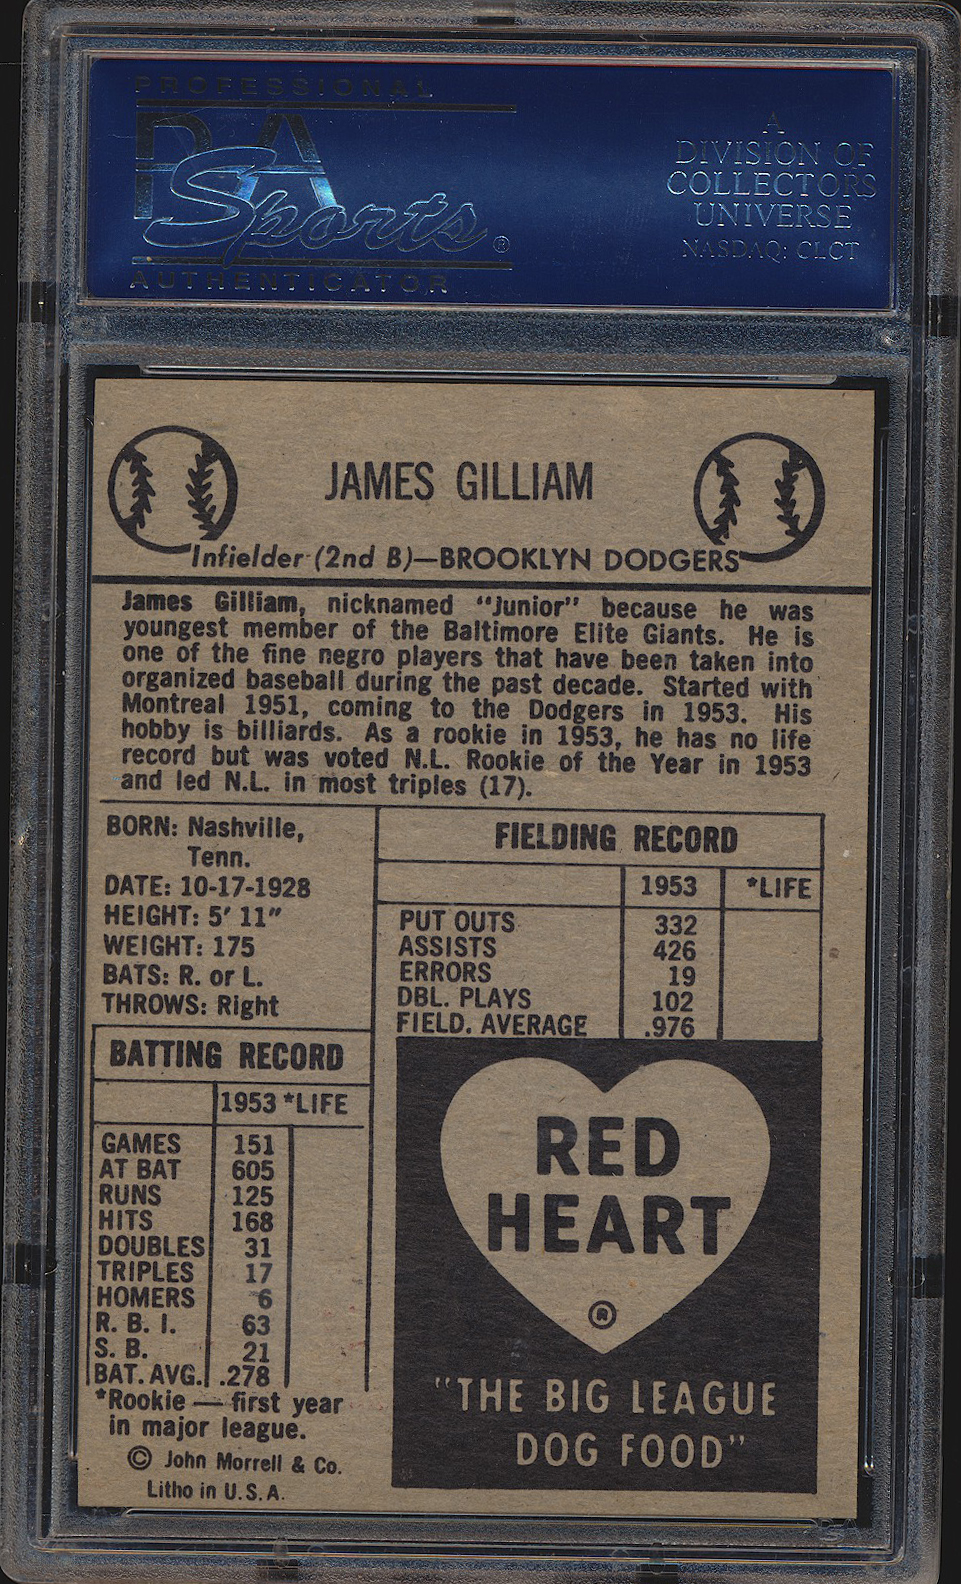 PROFESSIONAL
PSA
Sports®
AUTHENTICATOR
A
DIVISION OF
COLLECTORS
UNIVERSE
NASDAQ: CLCT
JAMES GILLIAM
Infielder (2nd B)—BROOKLYN DODGERS
James Gilliam, nicknamed "Junior" because he was
youngest member of the Baltimore Elite Giants. He is
one of the fine negro players that have been taken into
organized baseball during the past decade. Started with
Montreal 1951, coming to the Dodgers in 1953. His
hobby is billiards. As a rookie in 1953, he has no life
record but was voted N.L. Rookie of the Year in 1953
and led N.L. in most triples (17).
BORN: Nashville,
Tenn.
DATE: 10-17-1928
HEIGHT: 5' 11"
WEIGHT: 175
BATS: R. or L.
THROWS: Right
FIELDING RECORD
1953 *LIFE
PUT OUTS 332
ASSISTS 426
ERRORS 19
DBL. PLAYS 102
FIELD. AVERAGE .976
BATTING RECORD
1953 *LIFE
GAMES 151
AT BAT 605
RUNS 125
HITS 168
DOUBLES 31
TRIPLES 17
HOMERS 6
R. B. I. 63
S. B. 21
BAT. AVG. .278
*Rookie — first year
in major league.
© John Morrell & Co.
Litho in U.S.A.
RED
HEART
®
"THE BIG LEAGUE
DOG FOOD"